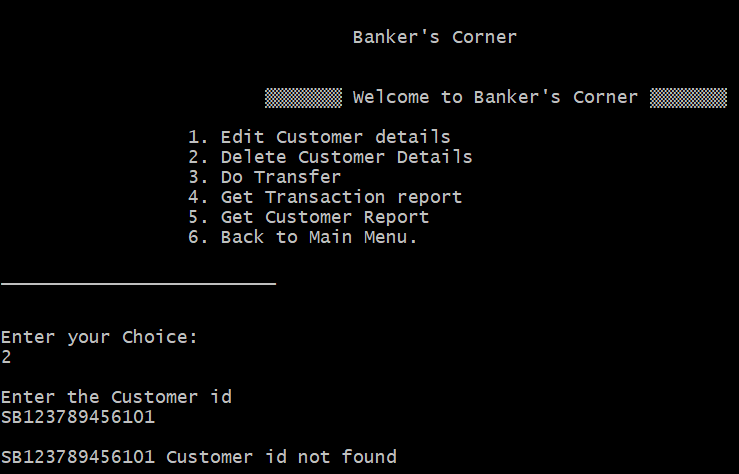 Banker's Corner
▒▒▒▒▒▒▒ Welcome to Banker's Corner ▒▒▒▒▒▒▒
1. Edit Customer details
2. Delete Customer Details
3. Do Transfer
4. Get Transaction report
5. Get Customer Report
6. Back to Main Menu.
Enter your Choice:
2
Enter the Customer id
SB123789456101
SB123789456101 Customer id not found